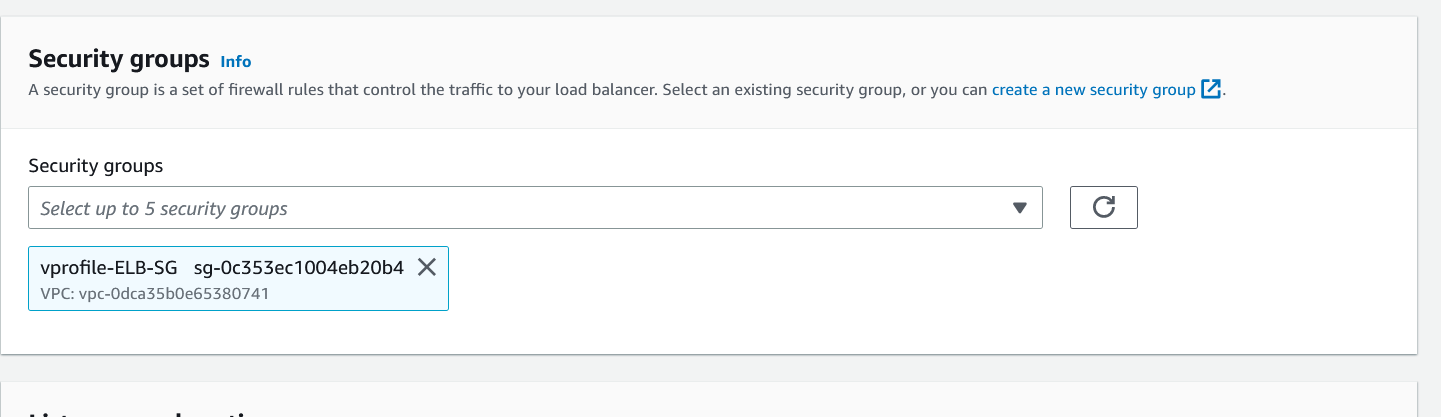 Security groups Info
A security group is a set of firewall rules that control the traffic to your load balancer. Select an existing security group, or you can create a new security group.
Security groups
Select up to 5 security groups
vprofile-ELB-SG sg-0c353ec1004eb20b4
VPC: vpc-0dca35b0e65380741